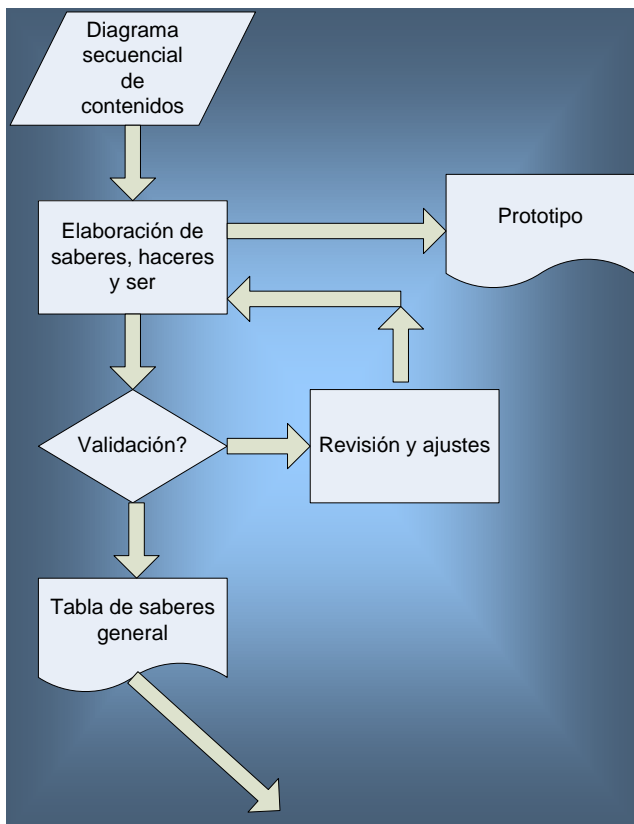 Diagrama
secuencial
de
contenidos
Elaboración de
saberes, haceres
y ser
Prototipo
Validación?
Revisión y ajustes
Tabla de saberes
general